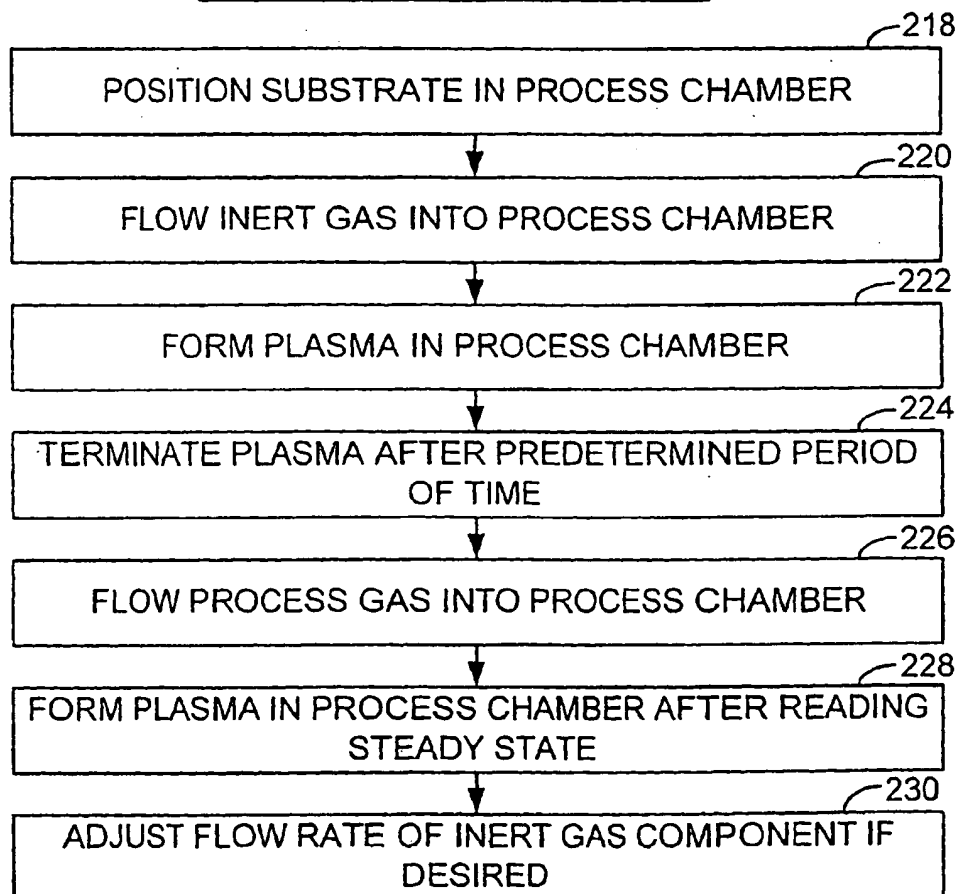 218
POSITION SUBSTRATE IN PROCESS CHAMBER
220
FLOW INERT GAS INTO PROCESS CHAMBER
222
FORM PLASMA IN PROCESS CHAMBER
224
TERMINATE PLASMA AFTER PREDETERMINED PERIOD
OF TIME
226
FLOW PROCESS GAS INTO PROCESS CHAMBER
228
FORM PLASMA IN PROCESS CHAMBER AFTER READING
STEADY STATE
230
ADJUST FLOW RATE OF INERT GAS COMPONENT IF
DESIRED